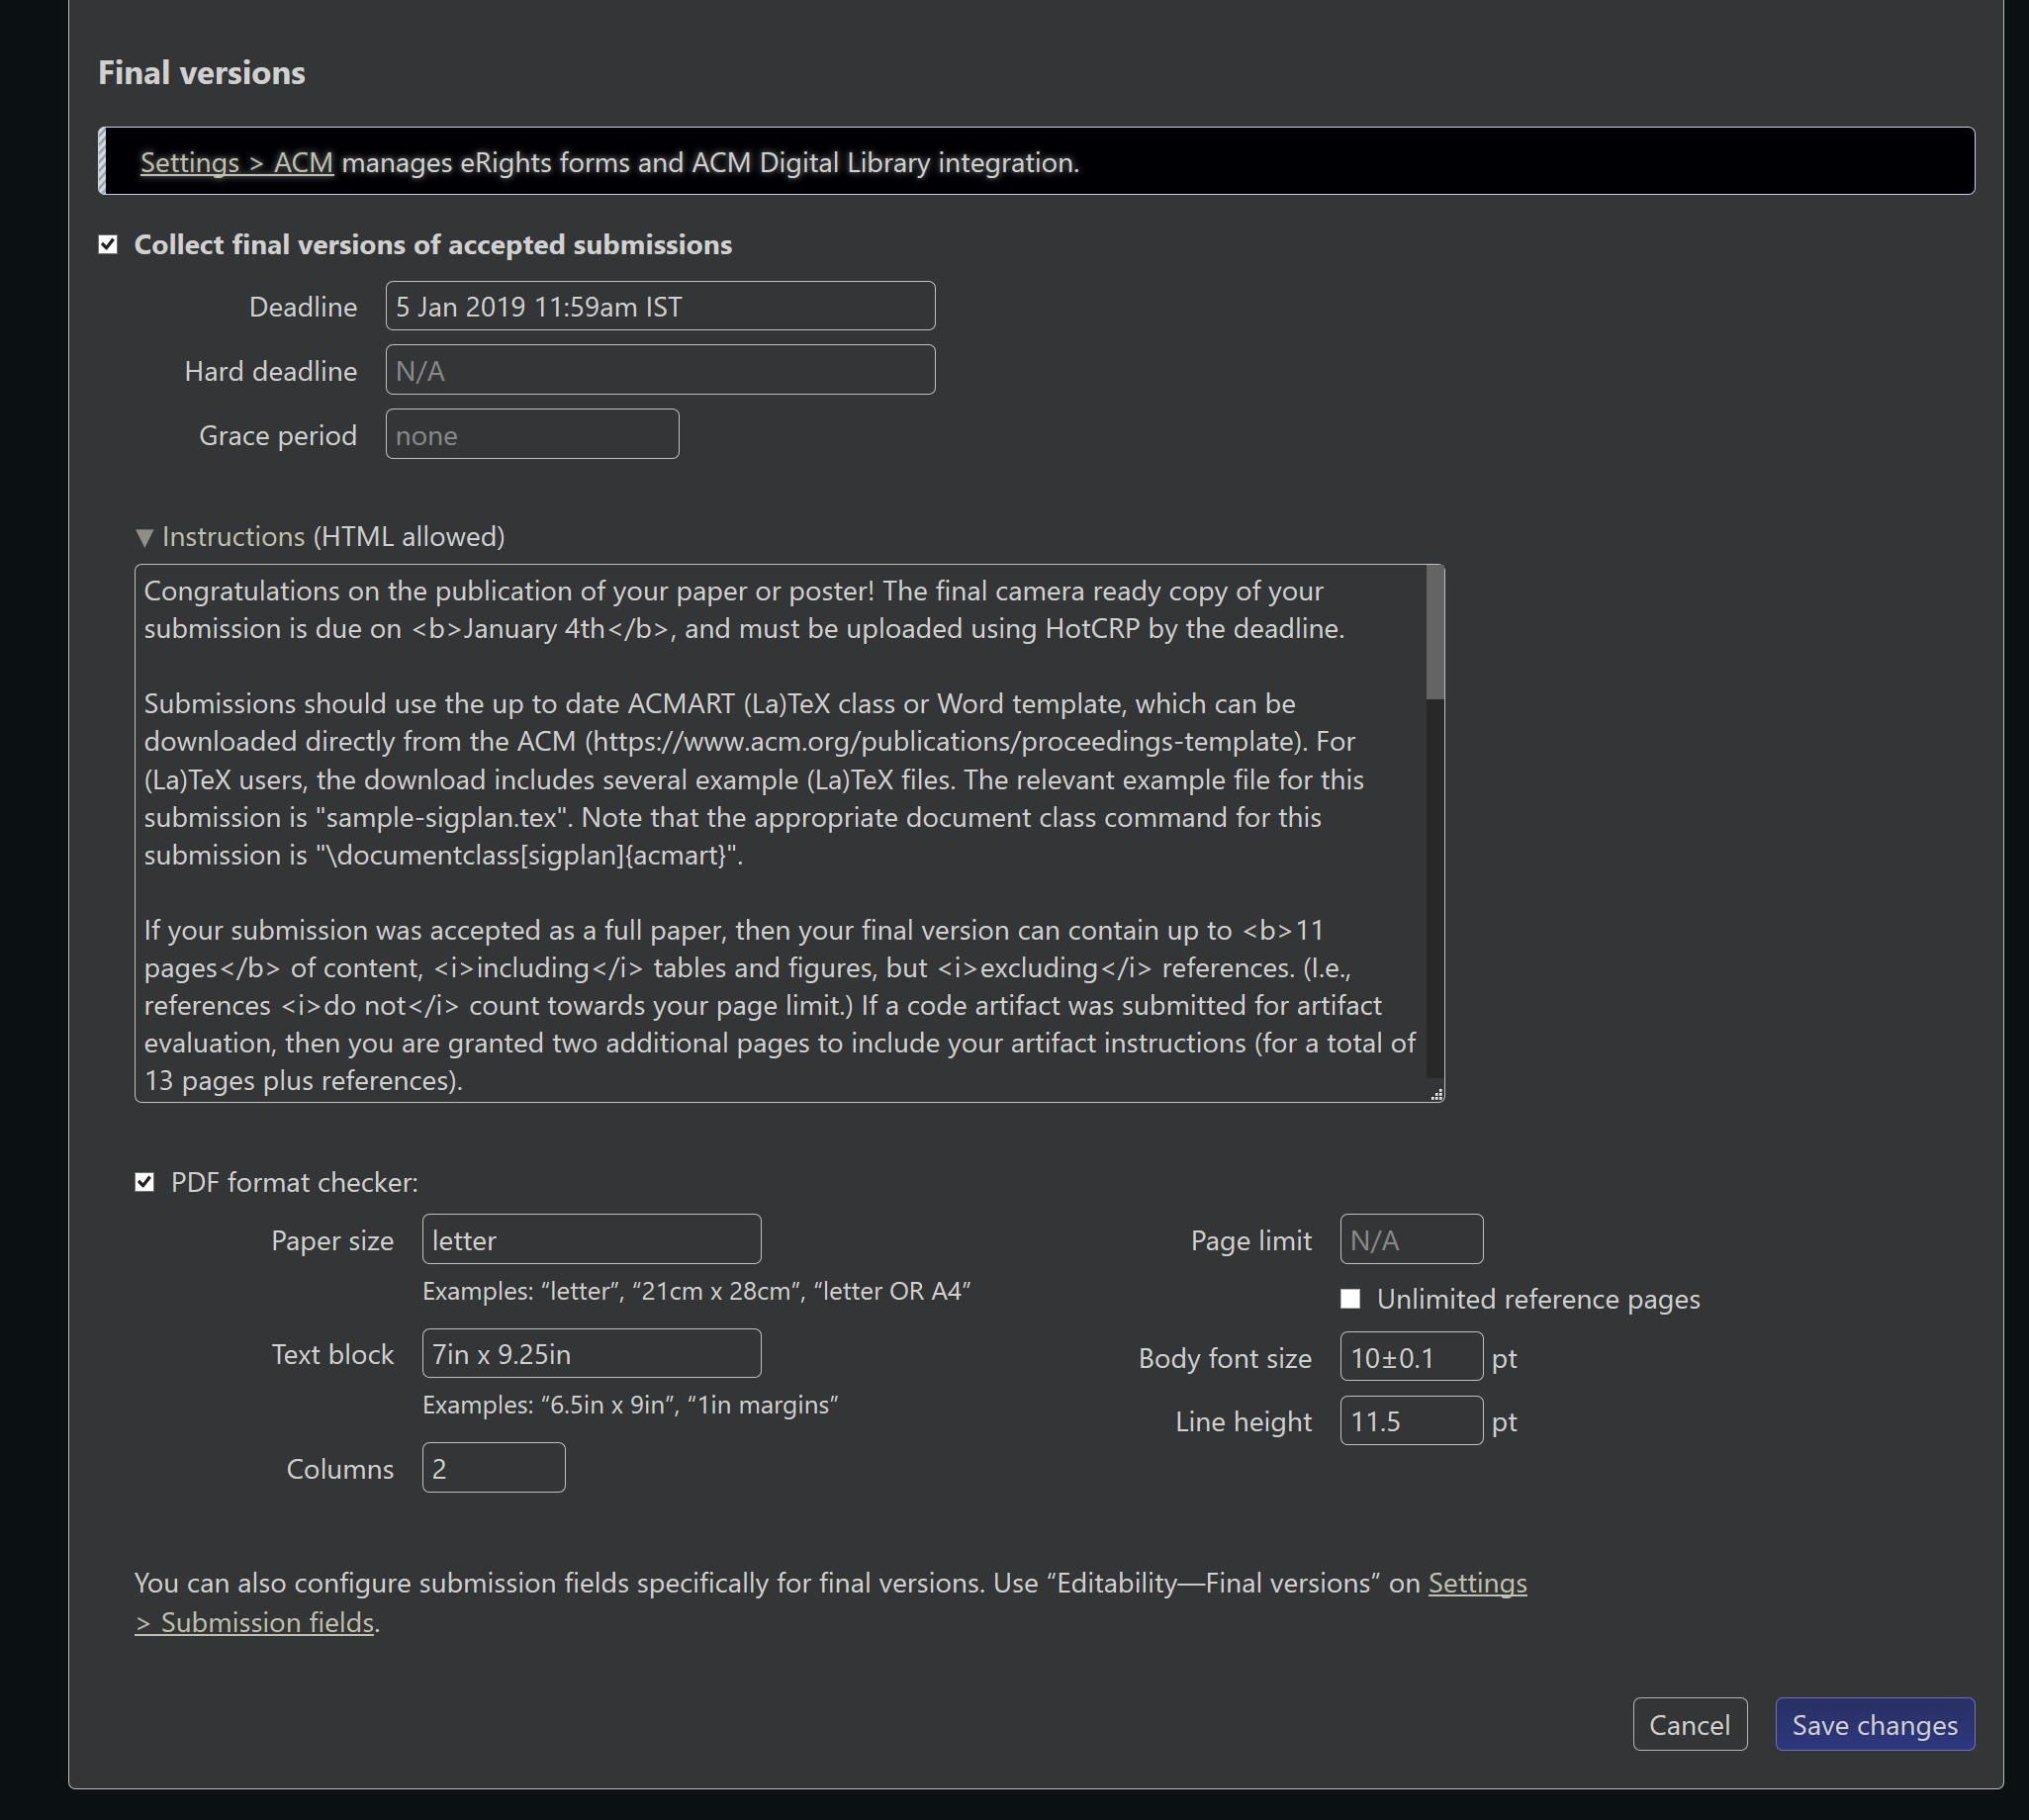 Final versions
Settings > ACM manages eRights forms and ACM Digital Library integration.
Collect final versions of accepted submissions
Deadline 5 Jan 2019 11:59am IST
Hard deadline N/A
Grace period none
▼ Instructions (HTML allowed)
Congratulations on the publication of your paper or poster! The final camera ready copy of your
submission is due on <b>January 4th</b>, and must be uploaded using HotCRP by the deadline.
Submissions should use the up to date ACMART (La)TeX class or Word template, which can be
downloaded directly from the ACM (https://www.acm.org/publications/proceedings-template). For
(La)TeX users, the download includes several example (La)TeX files. The relevant example file for this
submission is "sample-sigplan.tex". Note that the appropriate document class command for this
submission is "\documentclass[sigplan]{acmart}".
If your submission was accepted as a full paper, then your final version can contain up to <b>11
pages</b> of content, <i>including</i> tables and figures, but <i>excluding</i> references. (I.e.,
references <i>do not</i> count towards your page limit.) If a code artifact was submitted for artifact
evaluation, then you are granted two additional pages to include your artifact instructions (for a total of
13 pages plus references).
PDF format checker:
Paper size letter
Examples: “letter”, “21cm x 28cm”, “letter OR A4”
Text block 7in x 9.25in
Examples: “6.5in x 9in”, “1in margins”
Columns 2
Page limit N/A
Unlimited reference pages
Body font size 10±0.1 pt
Line height 11.5 pt
You can also configure submission fields specifically for final versions. Use “Editability—Final versions” on Settings
> Submission fields.
Cancel Save changes